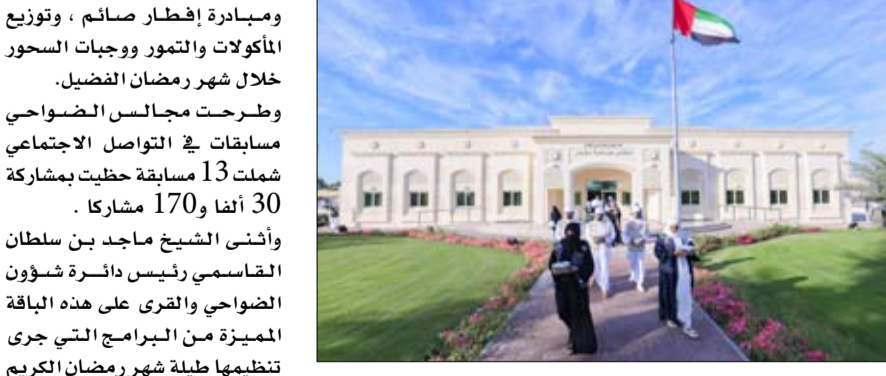 ومبادرة إفطار صائم ، وتوزيع
المأكولات والتمور ووجبات السحور
خلال شهر رمضان الفضيل.
وطرحت مجالس الضواحي
مسابقات في التواصل الاجتماعي
شملت 13 مسابقة حظيت بمشاركة
30 ألفا و170 مشاركا .
وأثنى الشيخ ماجد بن سلطان
القاسمي رئيس دائرة شؤون
الضواحي والقرى على هذه الباقة
المميزة من البرامج التي جرى
تنظيمها طيلة شهر رمضان الكريم